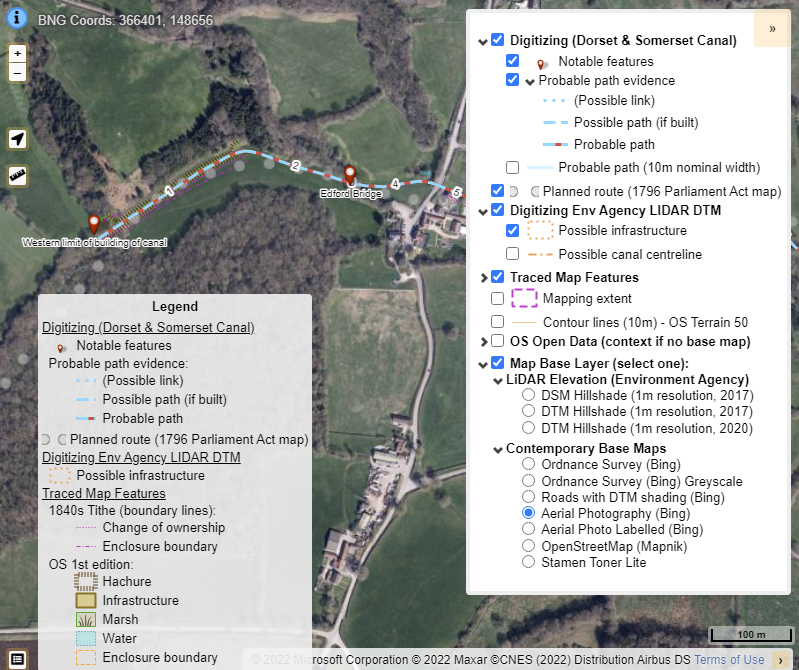 BNG Coords: 366401, 148656
»
+
−
Digitizing (Dorset & Somerset Canal)
Notable features
Probable path evidence
(Possible link)
Possible path (if built)
Probable path
Probable path (10m nominal width)
Planned route (1796 Parliament Act map)
Digitizing Env Agency LIDAR DTM
Possible infrastructure
Possible canal centreline
Traced Map Features
Mapping extent
Contour lines (10m) - OS Terrain 50
OS Open Data (context if no base map)
Map Base Layer (select one):
LiDAR Elevation (Environment Agency)
DSM Hillshade (1m resolution, 2017)
DTM Hillshade (1m resolution, 2017)
DTM Hillshade (1m resolution, 2020)
Contemporary Base Maps
Ordnance Survey (Bing)
Ordnance Survey (Bing) Greyscale
Roads with DTM shading (Bing)
Aerial Photography (Bing)
Aerial Photo Labelled (Bing)
OpenStreetMap (Mapnik)
Stamen Toner Lite
1
2
4
5
Edford Bridge
Western limit of building of canal
Legend
Digitizing (Dorset & Somerset Canal)
Notable features
Probable path evidence:
(Possible link)
Possible path (if built)
Probable path
Planned route (1796 Parliament Act map)
Digitizing Env Agency LIDAR DTM
Possible infrastructure
Traced Map Features
1840s Tithe (boundary lines):
Change of ownership
Enclosure boundary
OS 1st edition:
Hachure
Infrastructure
Marsh
Water
Enclosure boundary
100 m
© 2022 Microsoft Corporation © 2022 Maxar ©CNES (2022) Distribution Airbus DS Terms of Use
›